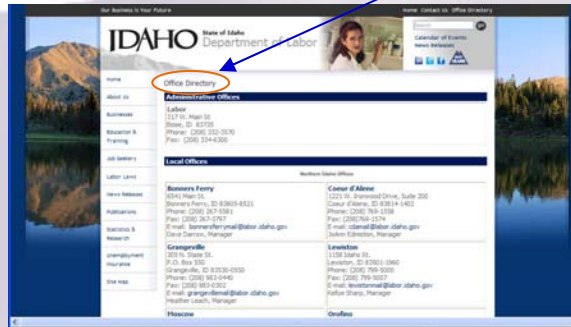 Our Business is Your Future
Home Contact Us Office Directory
Search
GO
IDAHO State of Idaho
Department of Labor
Calendar of Events
News Releases
Home
About Us
Businesses
Education &
Training
Job Seekers
Labor Laws
News Releases
Publications
Statistics &
Research
Unemployment
Insurance
Site Map
Office Directory
Administrative Offices
Labor
317 W. Main St
Boise, ID 83735
Phone: (208) 332-3570
Fax: (208) 334-6300
Local Offices
Northern Idaho Offices
Bonners Ferry
6541 Main St.
Bonners Ferry, ID 83805-8521
Phone: (208) 267-5581
Fax: (208) 267-3797
E-mail: bonnersferrymail@labor.idaho.gov
Dave Darrow, Manager
Coeur d'Alene
1221 W. Ironwood Drive, Suite 200
Coeur d'Alene, ID 83814-1402
Phone: (208) 769-1558
Fax: (208)769-1574
E-mail: cdamail@labor.idaho.gov
Manager
Grangeville
305 N. State St.
P.O. Box 550
Grangeville, ID 83530-0550
Phone: (208) 983-0440
Fax: (208) 983-0302
E-mail: grangevillemail@labor.idaho.gov
Heather Leach, Manager
Lewiston
1158 Idaho St.
Lewiston, ID 83501-1960
Phone: (208) 799-5000
Fax: (208) 799-5007
E-mail: lewistonmail@labor.idaho.gov
Sharp, Manager
Moscow
Orofino